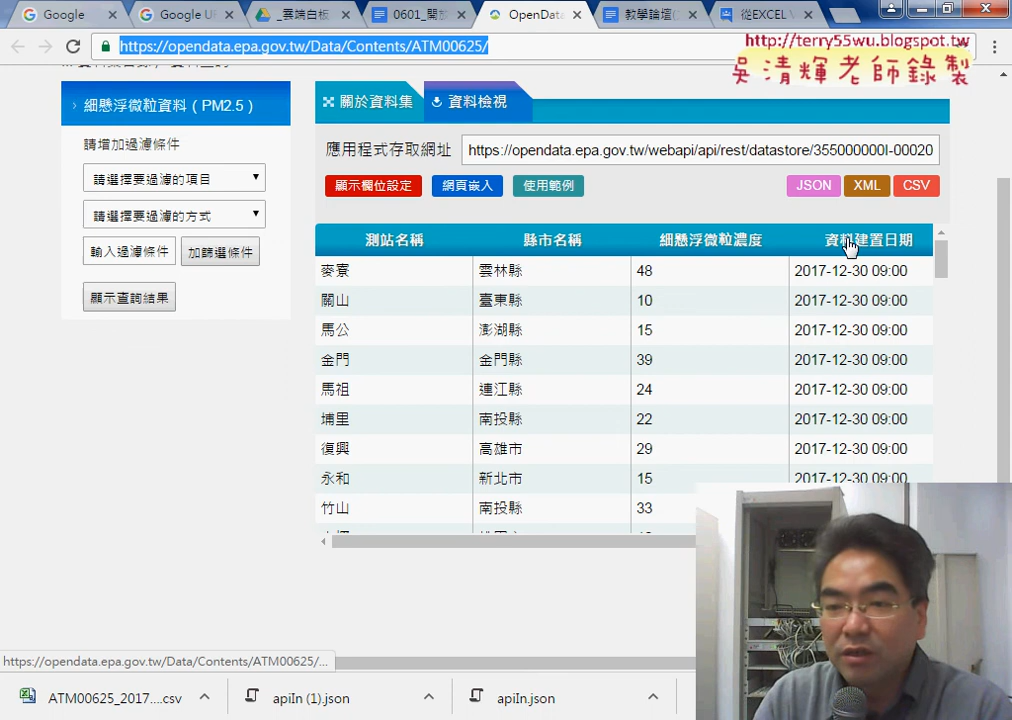 Google
Google U
_雲端白板
0601_開放
OpenData
教學論壇
從EXCEL V
https://opendata.epa.gov.tw/Data/Contents/ATM00625/
http://terry55wu.blogspot.tw
吳清輝老師錄製
細懸浮微粒資料 ( PM2.5 )
請增加過濾條件
請選擇要過濾的項目
請選擇要過濾的方式
輸入過濾條件
加篩選條件
顯示查詢結果
關於資料集
資料檢視
應用程式存取網址
https://opendata.epa.gov.tw/webapi/api/rest/datastore/355000000I-00020
顯示欄位設定
網頁嵌入
使用範例
JSON
XML
CSV
測站名稱 縣市名稱 細懸浮微粒濃度 資料建置日期
麥寮 雲林縣 48 2017-12-30 09:00
關山 臺東縣 10 2017-12-30 09:00
馬公 澎湖縣 15 2017-12-30 09:00
金門 金門縣 39 2017-12-30 09:00
馬祖 連江縣 24 2017-12-30 09:00
埔里 南投縣 22 2017-12-30 09:00
復興 高雄市 29 2017-12-30 09:00
永和 新北市 15 2017-12-30 09:00
竹山 南投縣 33
https://opendata.epa.gov.tw/Data/Contents/ATM00625/...
ATM00625_2017....csv
apiIn (1).json
apiIn.json